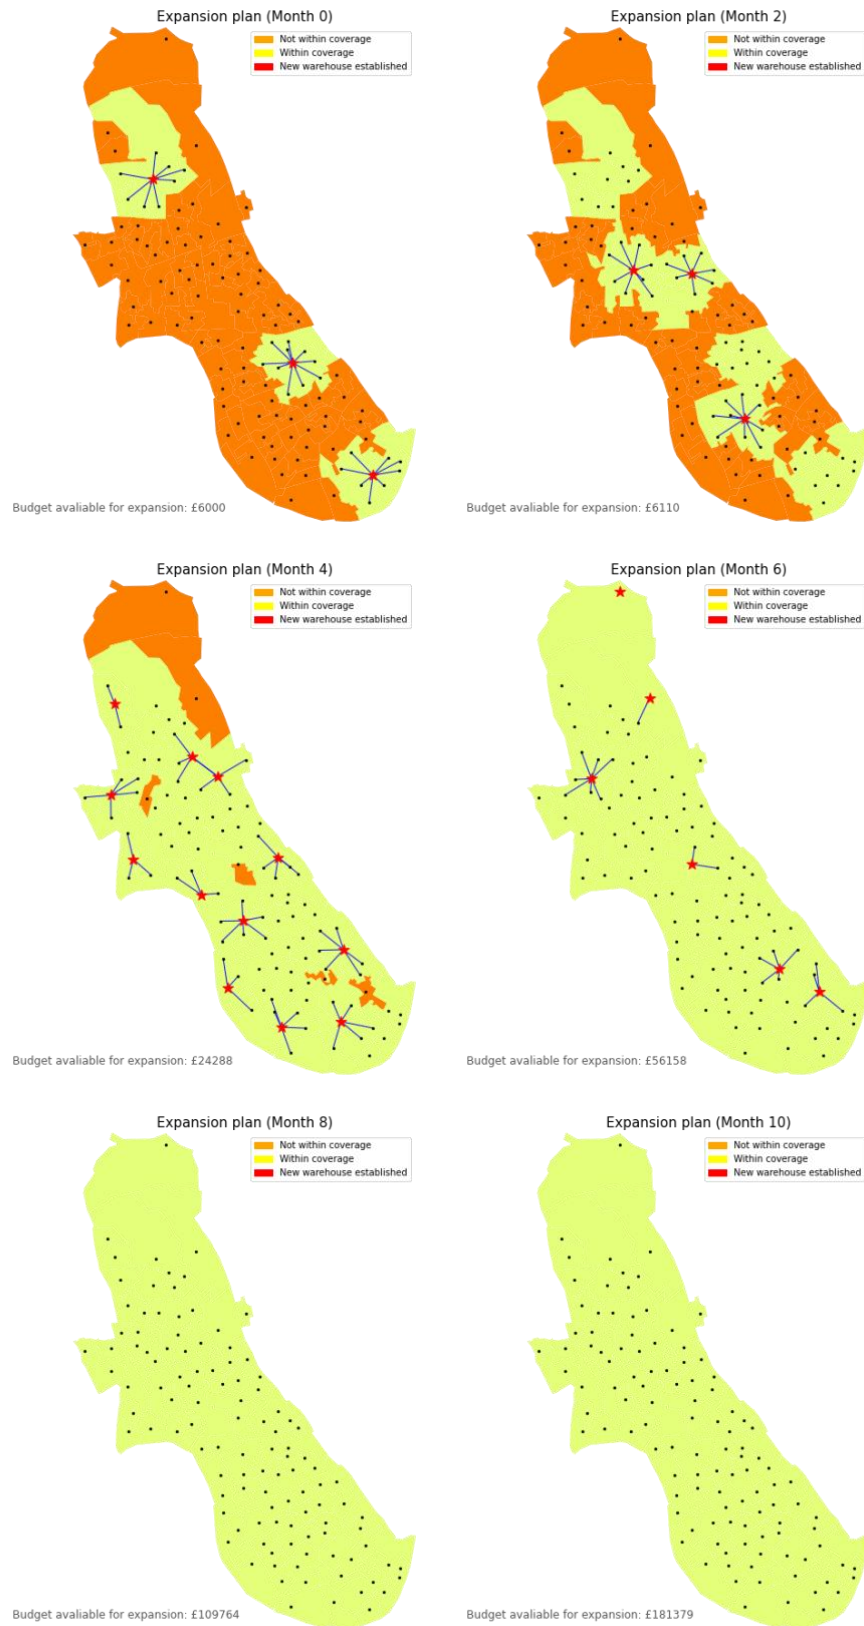 Expansion plan (Month 0)
Not within coverage
Within coverage
New warehouse established
Budget avaliable for expansion: £6000
Expansion plan (Month 2)
Not within coverage
Within coverage
New warehouse established
Budget avaliable for expansion: £6110
Expansion plan (Month 4)
Not within coverage
Within coverage
New warehouse established
Budget avaliable for expansion: £24288
Expansion plan (Month 6)
Not within coverage
Within coverage
New warehouse established
Budget avaliable for expansion: £56158
Expansion plan (Month 8)
Not within coverage
Within coverage
New warehouse established
Budget avaliable for expansion: £109764
Expansion plan (Month 10)
Not within coverage
Within coverage
New warehouse established
Budget avaliable for expansion: £181379